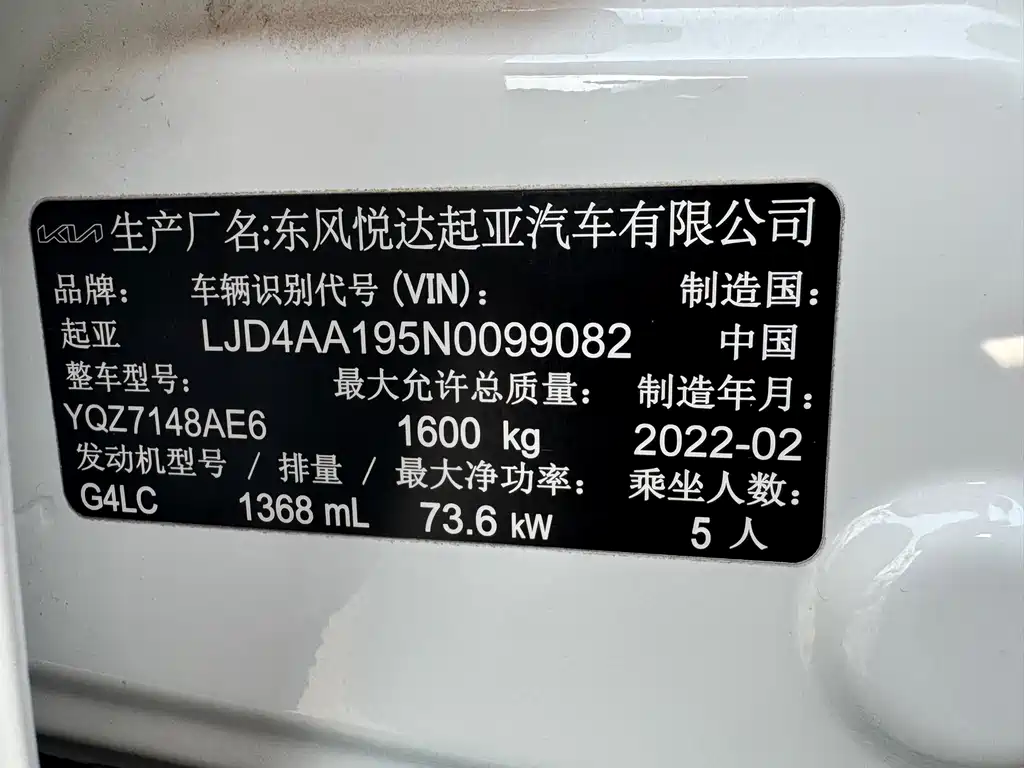 KIA 生产厂名:东风悦达起亚汽车有限公司
品牌: 车辆识别代号(VIN): 制造国:
起亚 LJD4AA195N0099082 中国
整车型号: 最大允许总质量: 制造年月:
YQZ7148AE6 1600 kg 2022-02
发动机型号 / 排量 / 最大净功率: 乘坐人数:
G4LC 1368 mL 73.6 kW 5 人